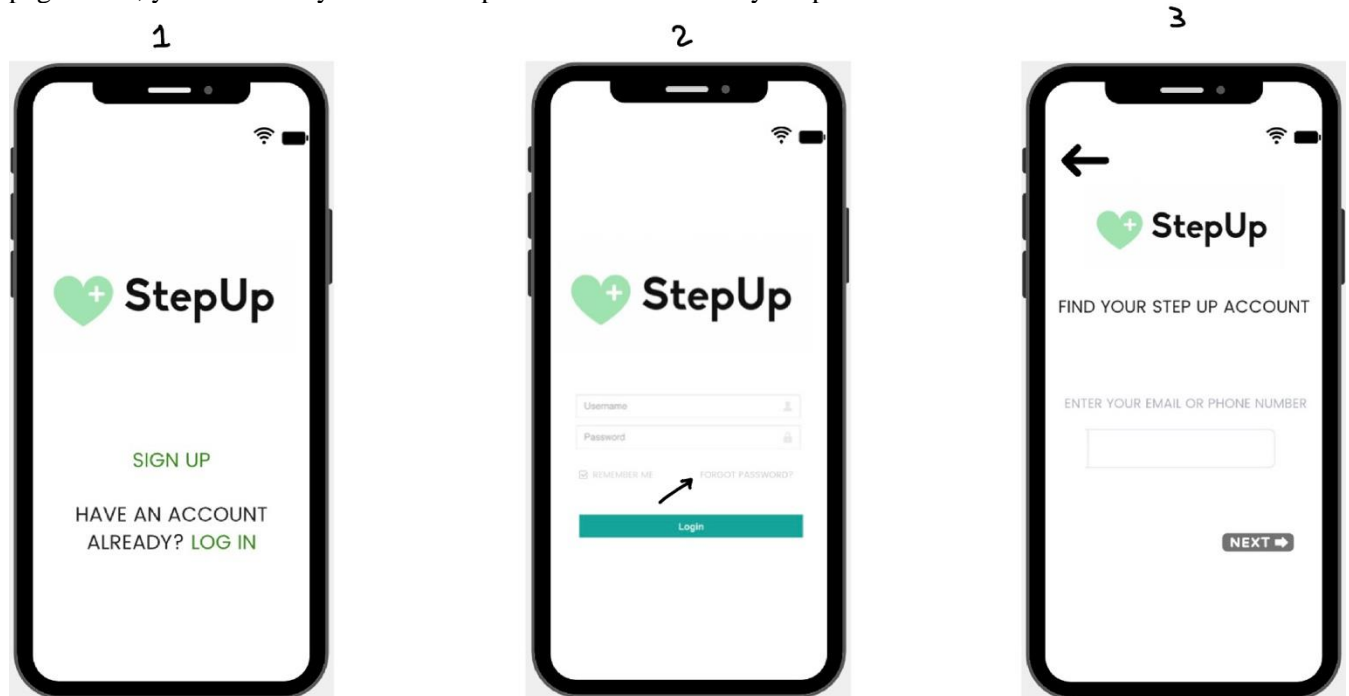 1
StepUp
SIGN UP
HAVE AN ACCOUNT
ALREADY? LOG IN
2
StepUp
Username
Password
REMEMBER ME FORGOT PASSWORD?
Login
3
StepUp
FIND YOUR STEP UP ACCOUNT
ENTER YOUR EMAIL OR PHONE NUMBER
NEXT